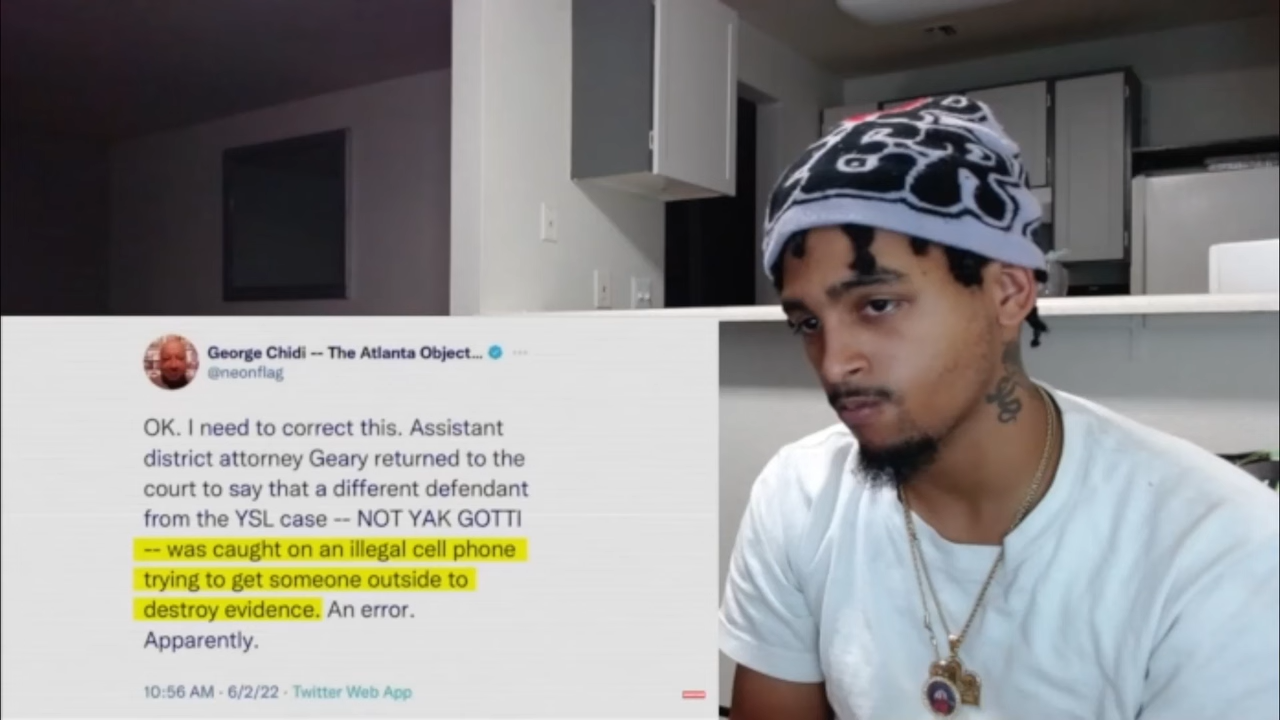 George Chidi -- The Atlanta Object...
@neonflag
OK. I need to correct this. Assistant
district attorney Geary returned to the
court to say that a different defendant
from the YSL case -- NOT YAK GOTTI
-- was caught on an illegal cell phone
trying to get someone outside to
destroy evidence. An error.
Apparently.
10:56 AM · 6/2/22 · Twitter Web App